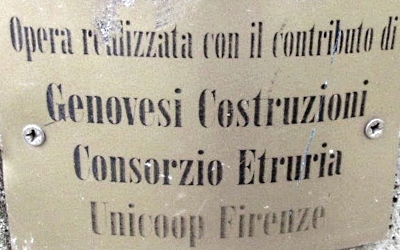 Opera realizzata con il contributo di
Genovesi Costruzioni
Consorzio Etruria
Unicoop Firenze